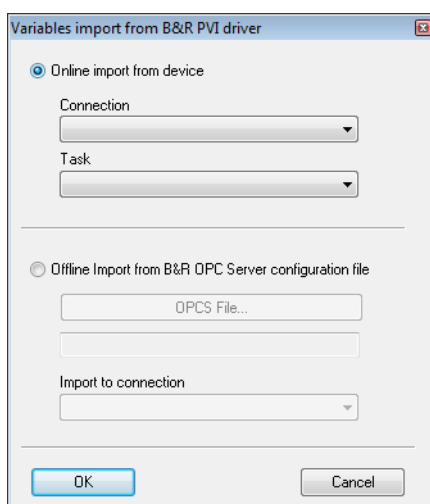 Variables import from B&R PVI driver
Online import from device
Connection
Task
Offline Import from B&R OPC Server configuration file
OPCS File...
Import to connection
OK
Cancel